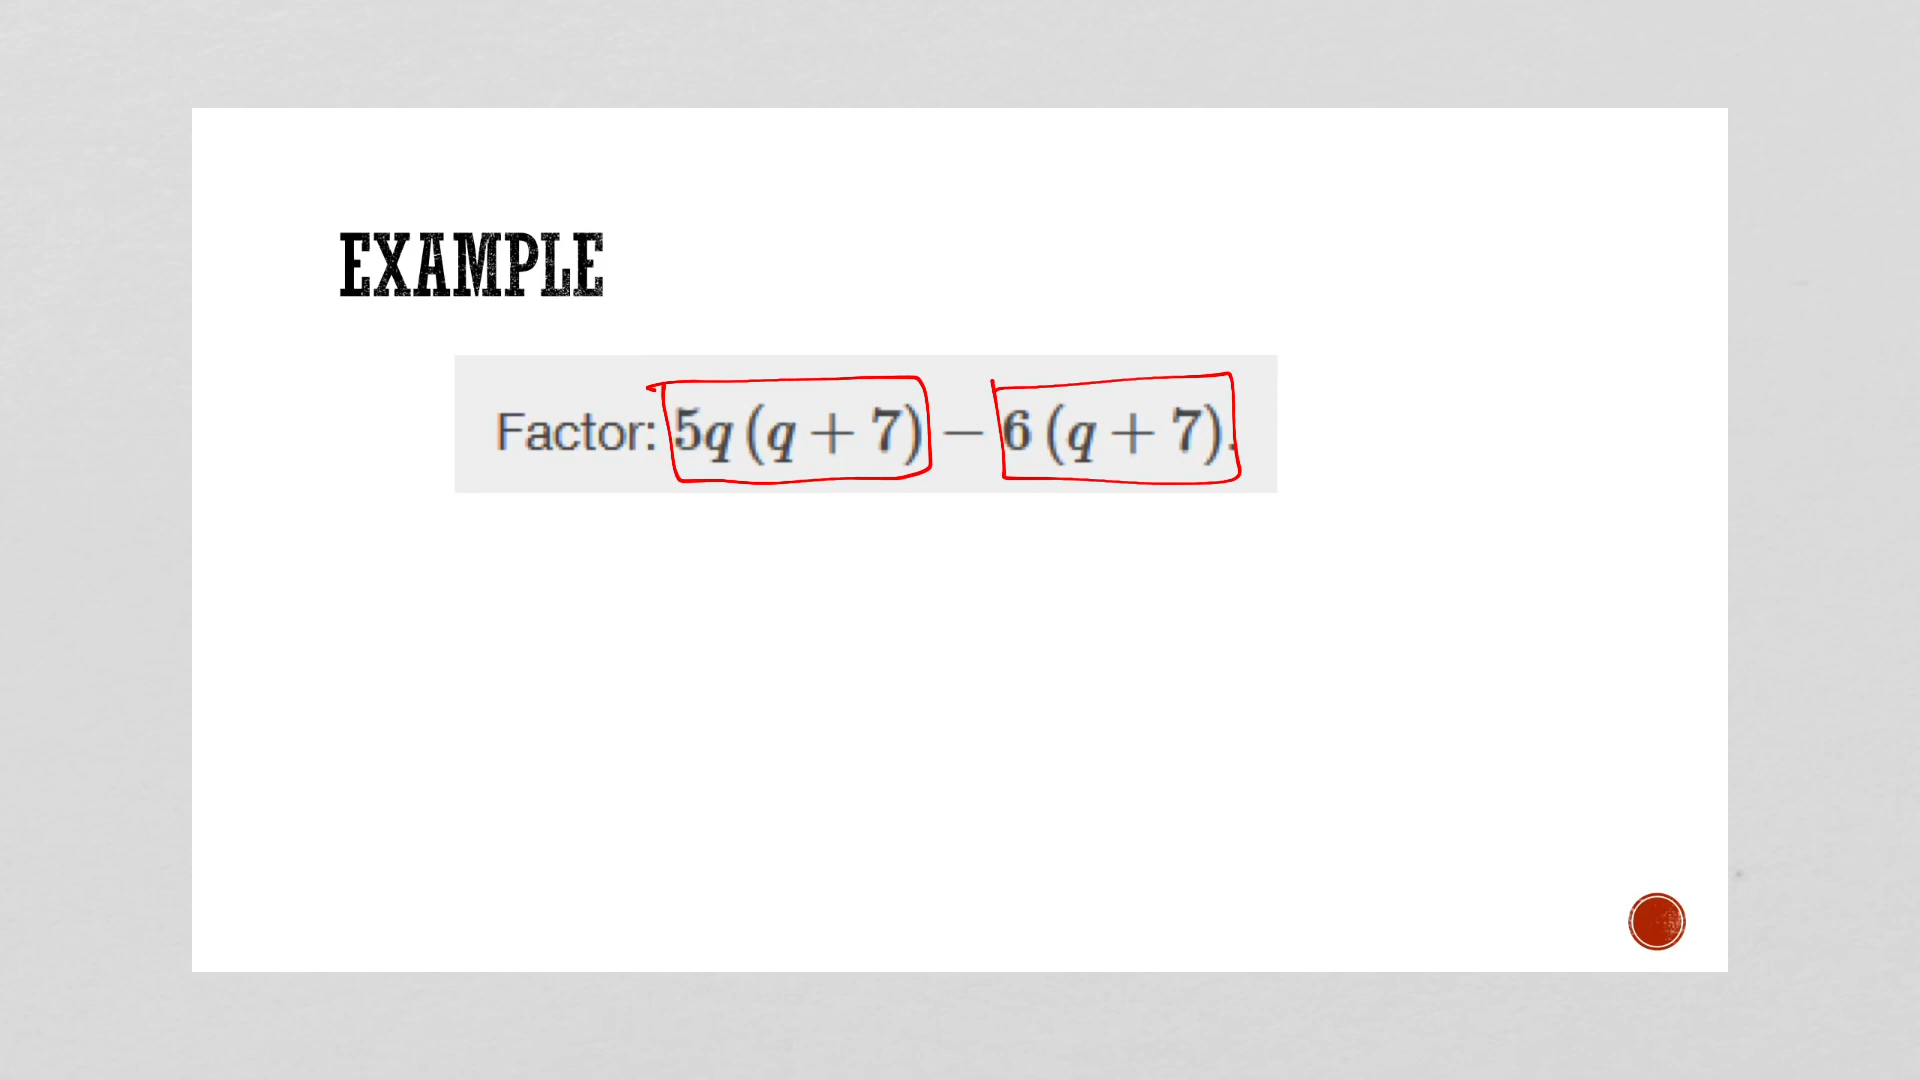 EXAMPLE
Factor: 5q (q + 7) − 6 (q + 7).